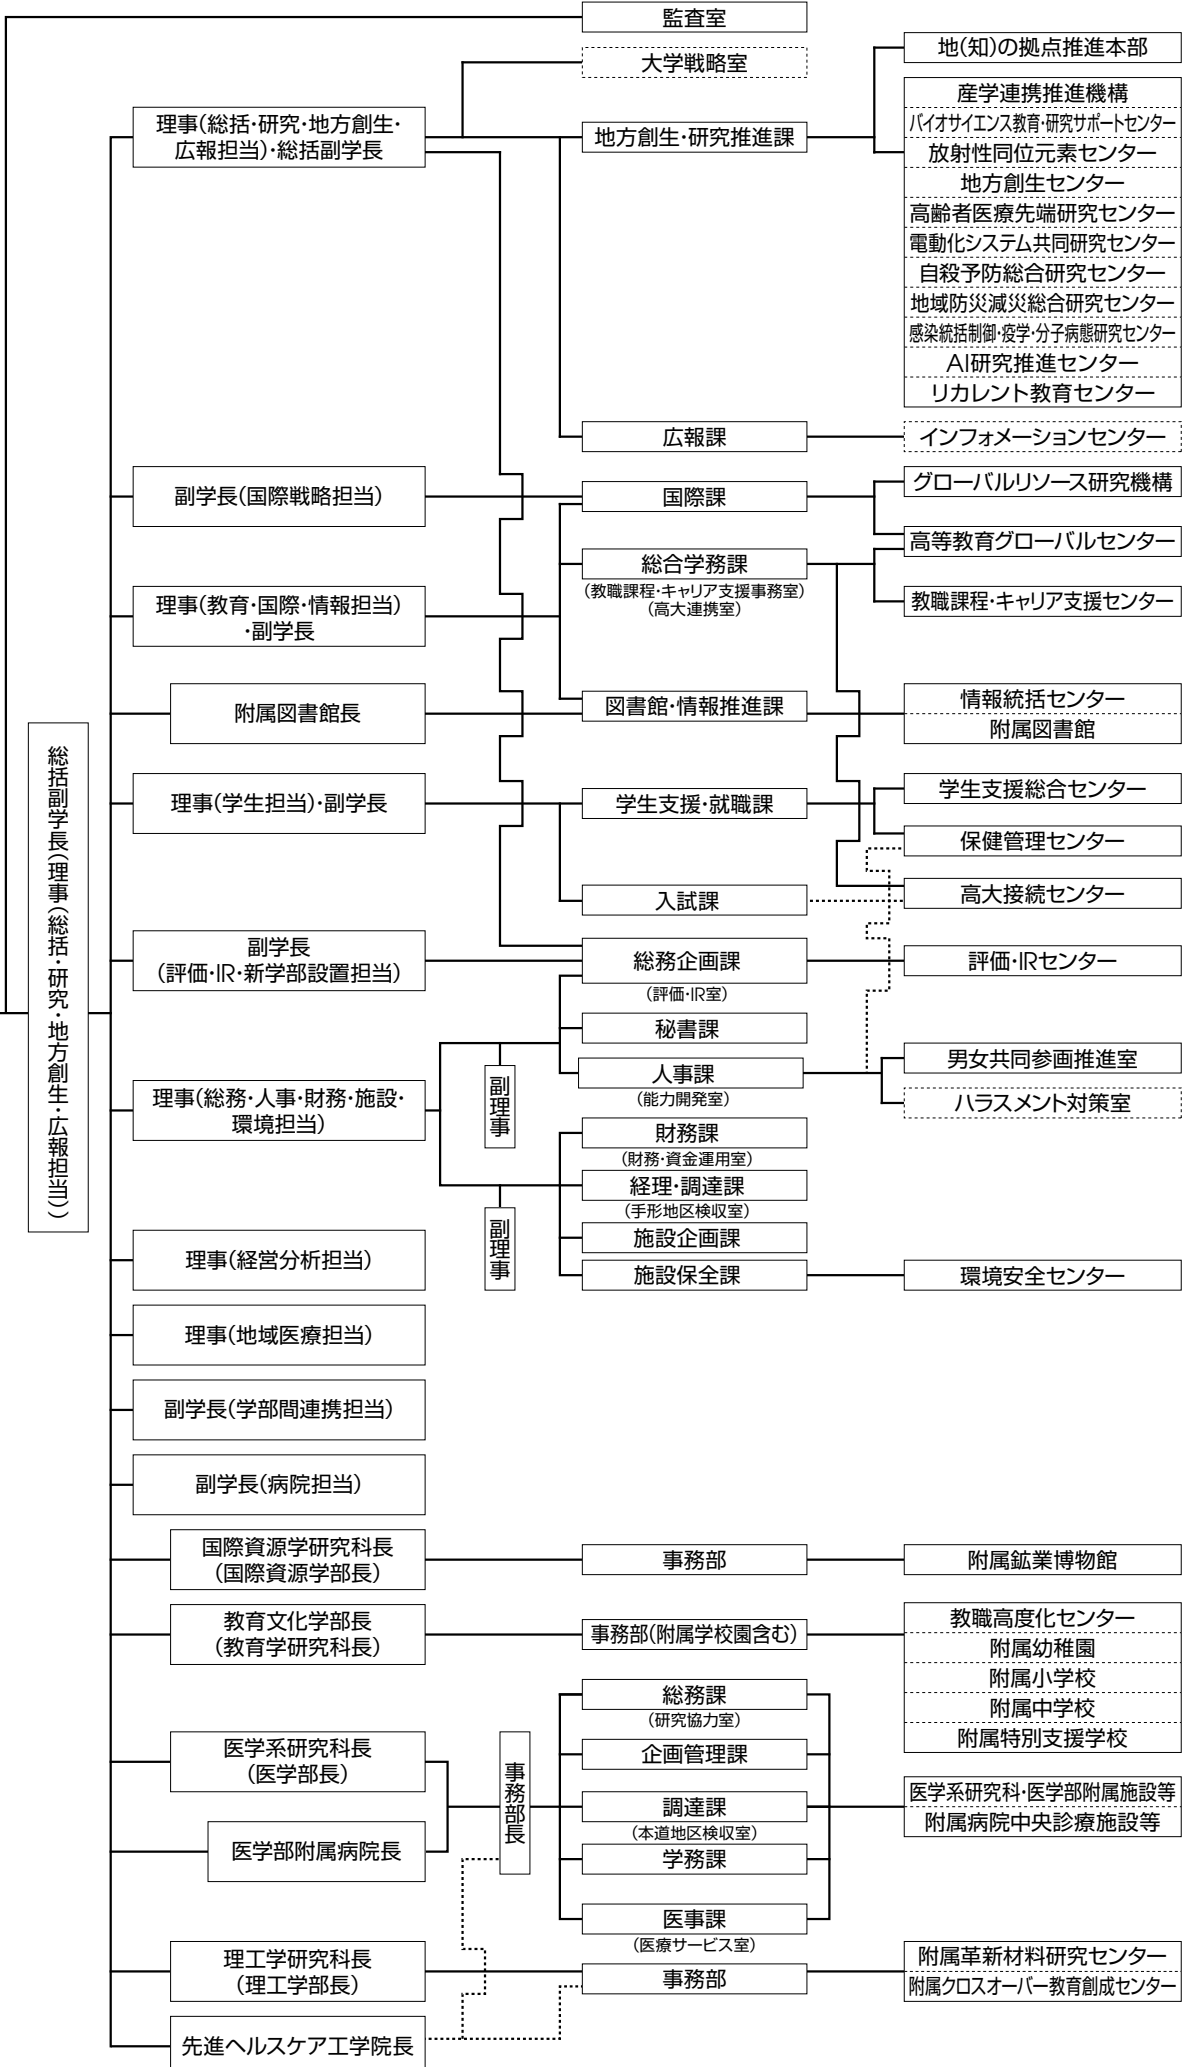 監査室
大学戦略室
地(知)の拠点推進本部
理事(総括・研究・地方創生・
広報担当)・総括副学長
地方創生・研究推進課
産学連携推進機構
バイオサイエンス教育・研究サポートセンター
放射性同位元素センター
地方創生センター
高齢者医療先端研究センター
電動化システム共同研究センター
自殺予防総合研究センター
地域防災減災総合研究センター
感染統括制御・疫学・分子病態研究センター
AI研究推進センター
リカレント教育センター
広報課
インフォメーションセンター
副学長(国際戦略担当)
国際課
グローバルリソース研究機構
高等教育グローバルセンター
総合学務課
(教職課程・キャリア支援事務室)
(高大連携室)
理事(教育・国際・情報担当)
・副学長
教職課程・キャリア支援センター
附属図書館長
図書館・情報推進課
情報統括センター
附属図書館
総括副学長(理事(総括・研究・地方創生・広報担当))
理事(学生担当)・副学長
学生支援・就職課
学生支援総合センター
保健管理センター
入試課
高大接続センター
副学長
(評価・IR・新学部設置担当)
総務企画課
(評価・IR室)
評価・IRセンター
秘書課
理事(総務・人事・財務・施設・
環境担当)
副理事
人事課
(能力開発室)
男女共同参画推進室
ハラスメント対策室
財務課
(財務・資金運用室)
経理・調達課
(手形地区検収室)
副理事
施設企画課
施設保全課
環境安全センター
理事(経営分析担当)
理事(地域医療担当)
副学長(学部間連携担当)
副学長(病院担当)
国際資源学研究科長
(国際資源学部長)
事務部
附属鉱業博物館
教育文化学部長
(教育学研究科長)
事務部(附属学校園含む)
教職高度化センター
附属幼稚園
附属小学校
附属中学校
附属特別支援学校
医学系研究科長
(医学部長)
医学部附属病院長
事務部長
総務課
(研究協力室)
企画管理課
調達課
(本道地区検収室)
学務課
医事課
(医療サービス室)
医学系研究科・医学部附属施設等
附属病院中央診療施設等
理工学研究科長
(理工学部長)
事務部
附属革新材料研究センター
附属クロスオーバー教育創成センター
先進ヘルスケア工学院長